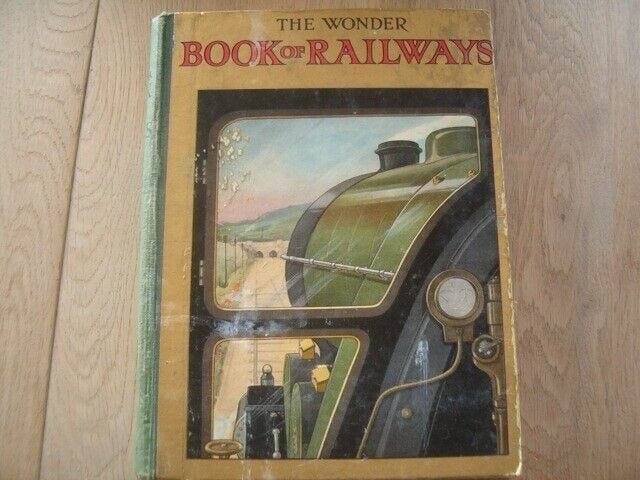 THE WONDER
BOOK OF RAILWAYS